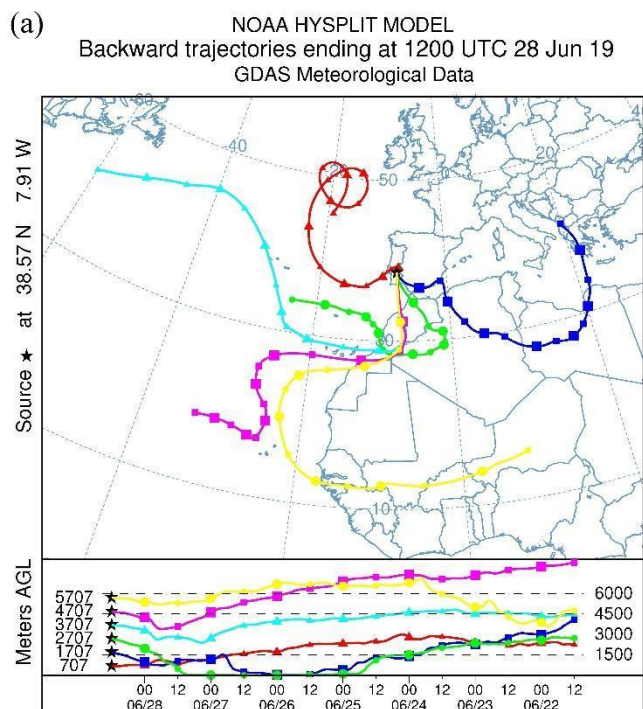 (a)
NOAA HYSPLIT MODEL
Backward trajectories ending at 1200 UTC 28 Jun 19
GDAS Meteorological Data
Source ★ at 38.57 N 7.91 W
-40
50
20
30
10
Meters AGL
5707
4707
3707
2707
1707
707
6000
4500
3000
1500
00 12 00 12 00 12 00 12 00 12 00 12 00 12
06/28 06/27 06/26 06/25 06/24 06/23 06/22